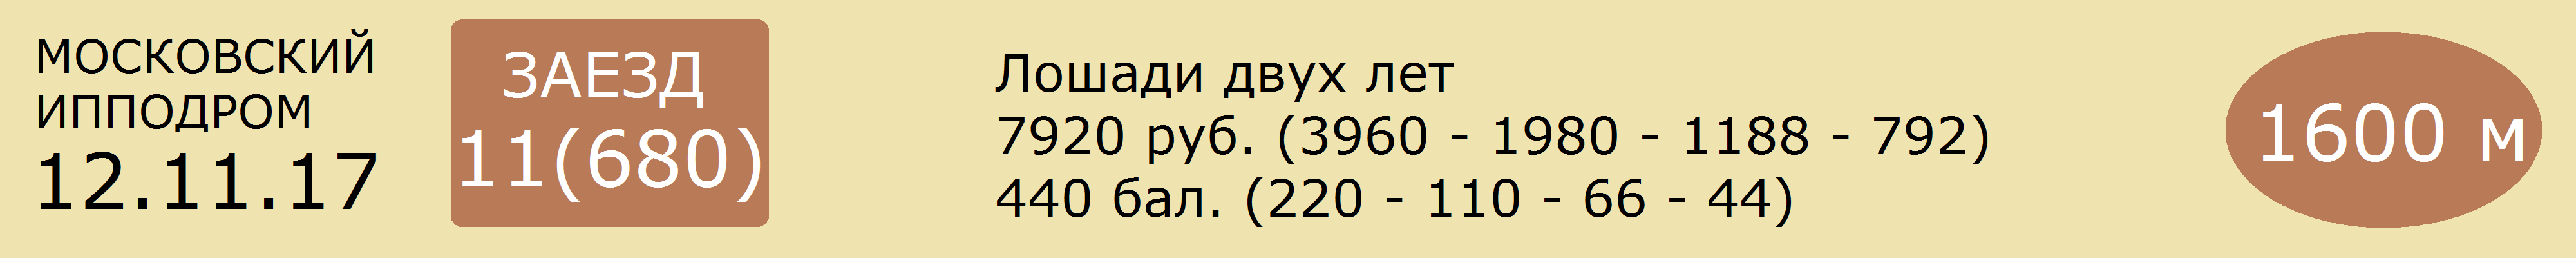 МОСКОВСКИЙ
ИППОДРОМ
12.11.17
ЗАЕЗД
11(680)
Лошади двух лет
7920 руб. (3960 - 1980 - 1188 - 792)
440 бал. (220 - 110 - 66 - 44)
1600 м